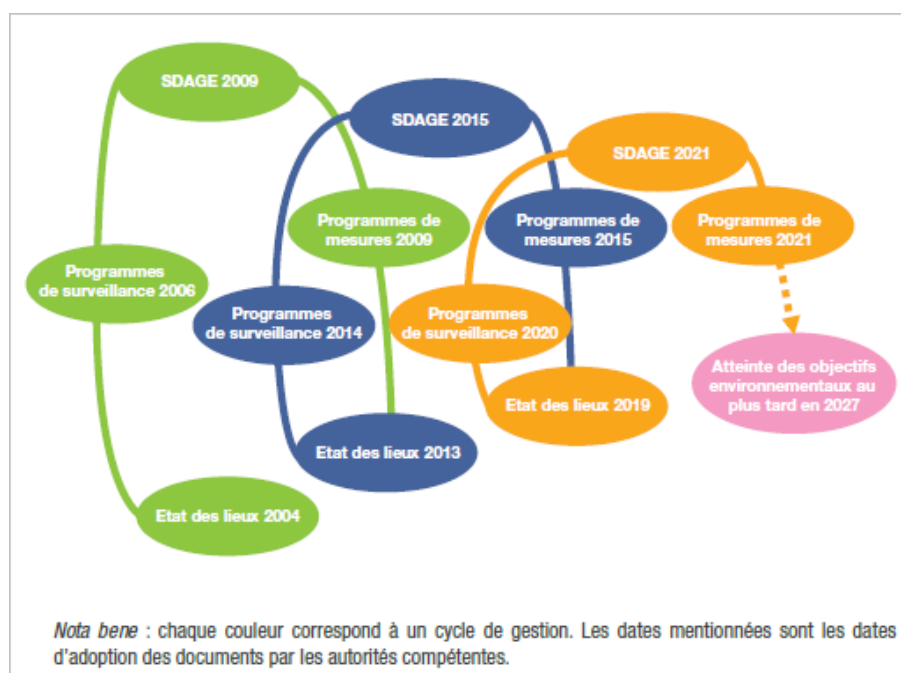 SDAGE 2009
SDAGE 2015
SDAGE 2021
Programmes de
mesures 2009
Programmes de
mesures 2015
Programmes de
mesures 2021
Programmes
de surveillance 2006
Programmes
de surveillance 2014
Programmes
de surveillance 2020
Atteinte des objectifs
environnementaux au
plus tard en 2027
Etat des lieux 2019
Etat des lieux 2013
Etat des lieux 2004
Nota bene : chaque couleur correspond à un cycle de gestion. Les dates mentionnées sont les dates
d'adoption des documents par les autorités compétentes.